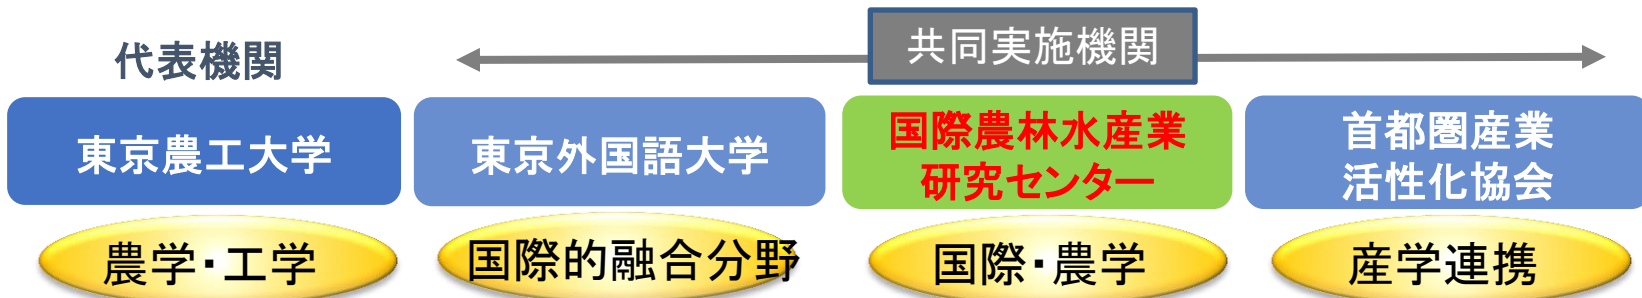 代表機関
共同実施機関
東京農工大学
東京外国語大学
国際農林水産業
研究センター
首都圏産業
活性化協会
農学・工学
国際的融合分野
国際・農学
産学連携